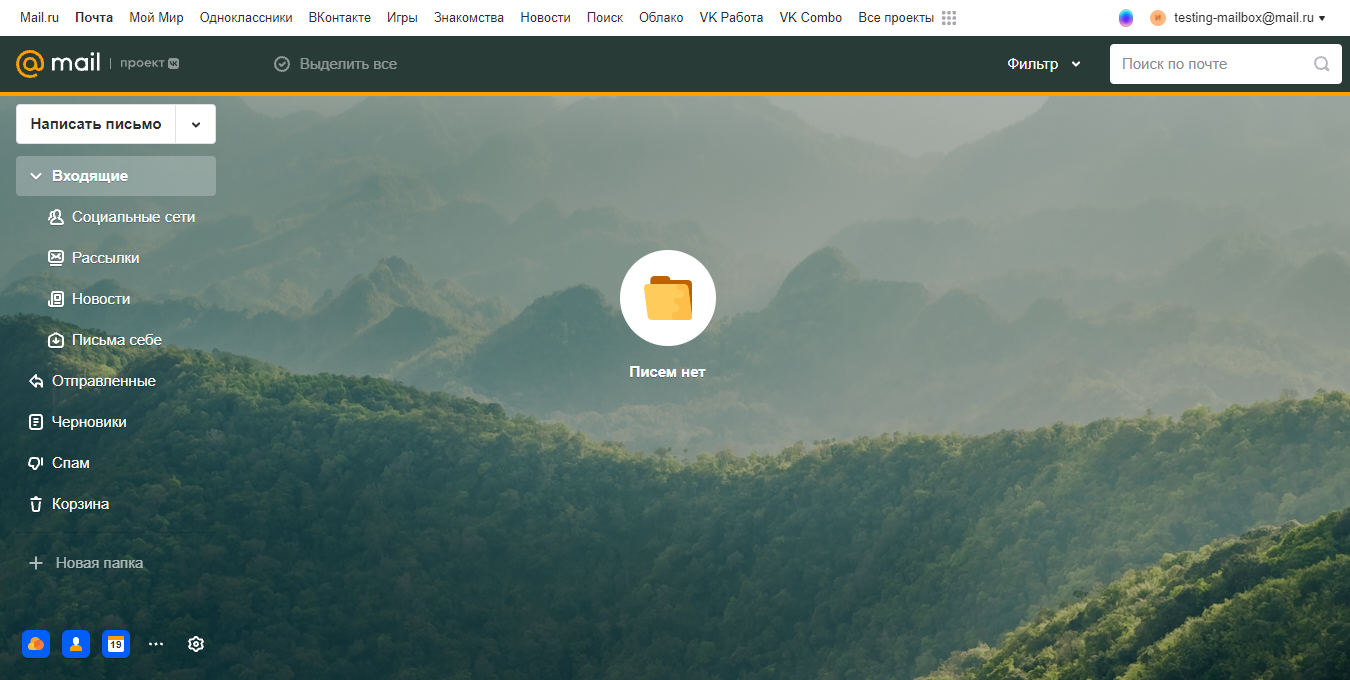 Mail.ru Почта Мой Мир Одноклассники ВКонтакте Игры Знакомства Новости Поиск Облако VK Работа VK Combo Все проекты и testing-mailbox@mail.ru
@mail | проект VK Выделить все Фильтр Поиск по почте
Написать письмо
Входящие
Социальные сети
Рассылки
Новости
Письма себе
Писем нет
Отправленные
Черновики
Спам
Корзина
Новая папка
19